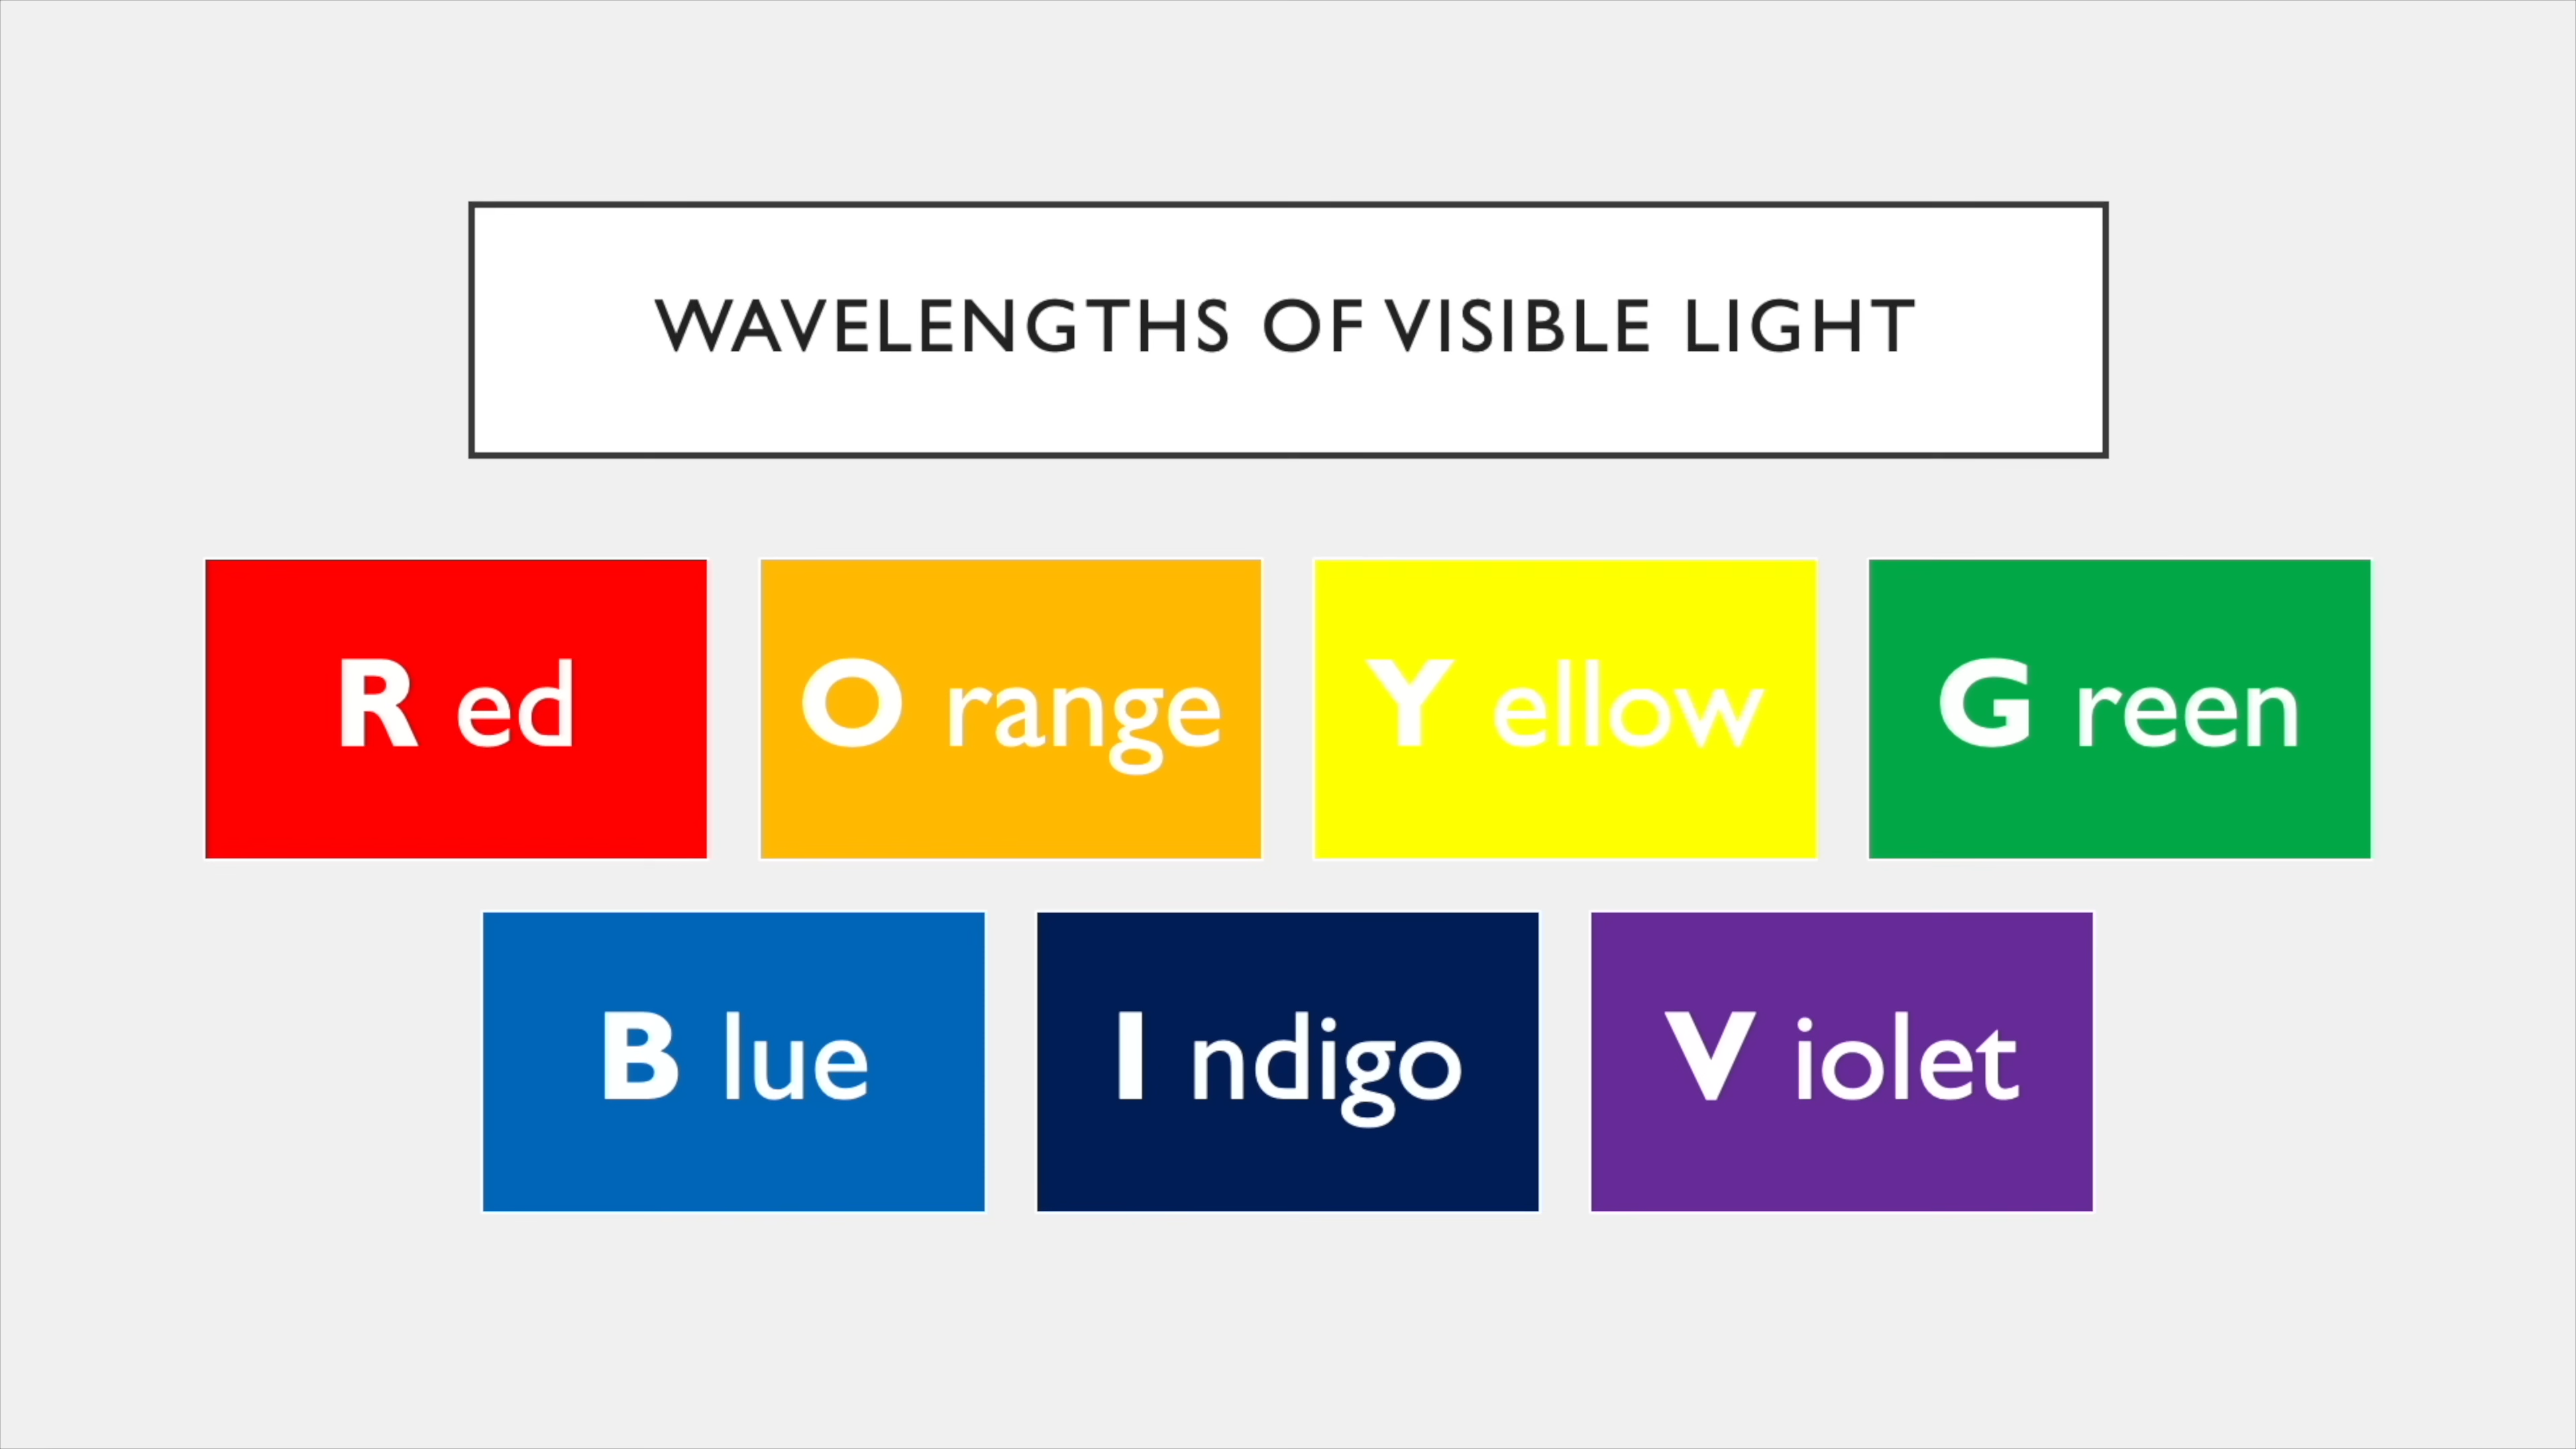 WAVELENGTHS OF VISIBLE LIGHT
R ed
O range
Y ellow
G reen
B lue
I ndigo
V iolet